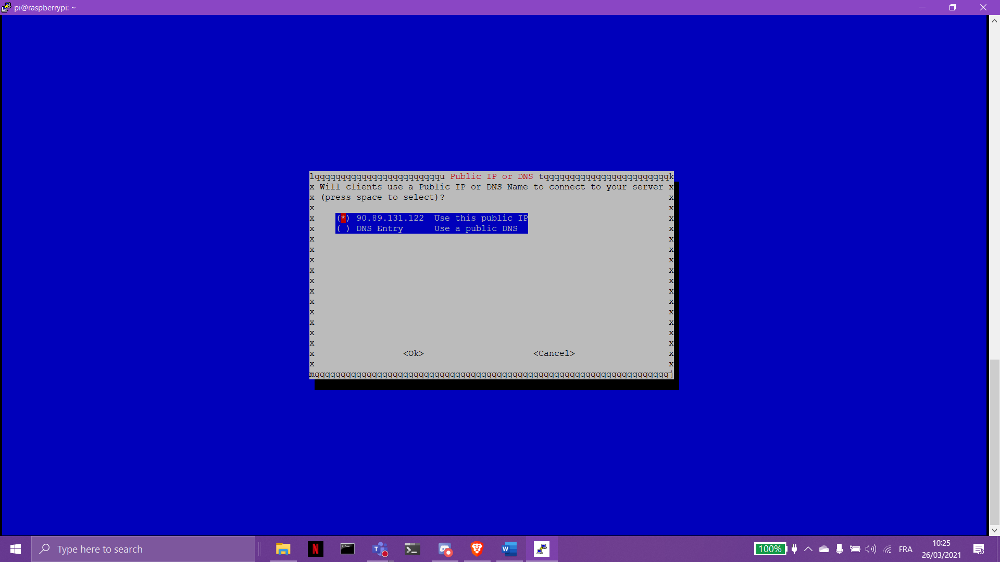 pi@raspberrypi: ~
lqqqqqqqqqqqqqqqqqqqqqqqqu Public IP or DNS tqqqqqqqqqqqqqqqqqqqqqqqqqk
x Will clients use a Public IP or DNS Name to connect to your server x
x (press space to select)? x
x x
x (*) 90.89.131.122 Use this public IP x
x ( ) DNS Entry Use a public DNS x
x x
x x
x x
x x
x x
x x
x x
x x
x x
x x
x x
x <Ok> <Cancel> x
x x
mqqqqqqqqqqqqqqqqqqqqqqqqqqqqqqqqqqqqqqqqqqqqqqqqqqqqqqqqqqqqqqqqqqqqj
Type here to search
100%
FRA
10:25
26/03/2021